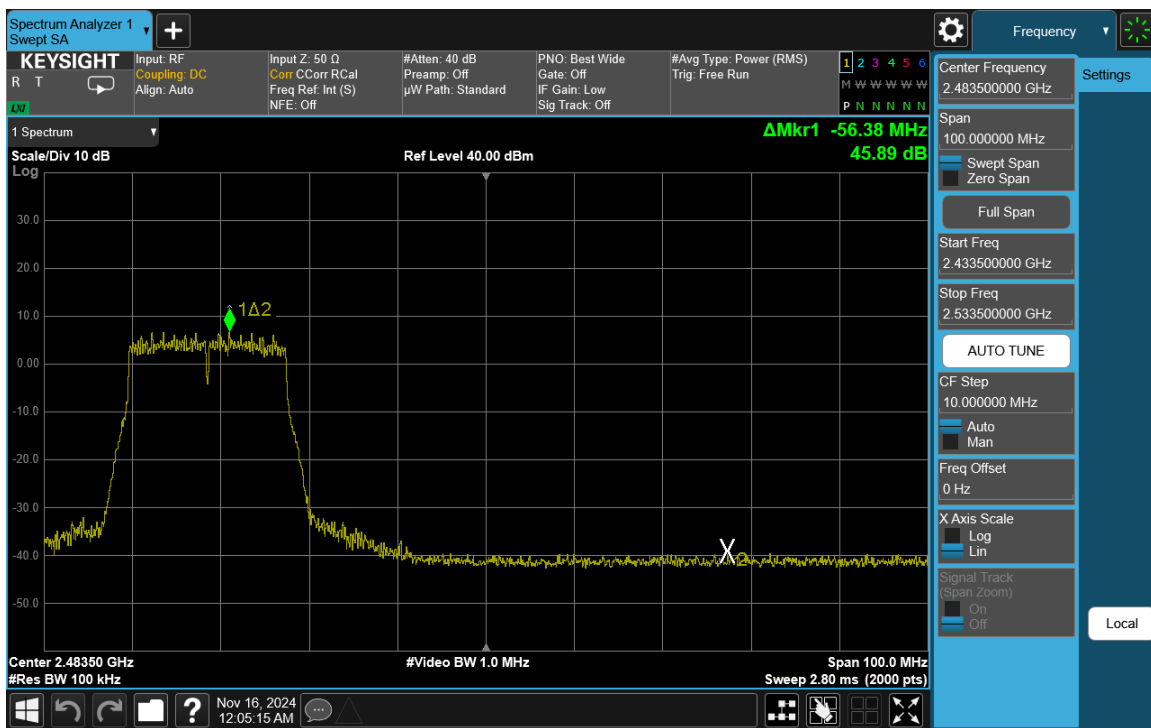 Spectrum Analyzer 1
Swept SA
Frequency
KEYSIGHT
R T
LXI
Input: RF
Coupling: DC
Align: Auto
Input Z: 50 Ω
Corr CCorr RCal
Freq Ref: Int (S)
NFE: Off
#Atten: 40 dB
Preamp: Off
µW Path: Standard
PNO: Best Wide
Gate: Off
IF Gain: Low
Sig Track: Off
#Avg Type: Power (RMS)
Trig: Free Run
1 2 3 4 5 6
M W W W W W
P N N N N N
1 Spectrum
ΔMkr1 -56.38 MHz
45.89 dB
Scale/Div 10 dB
Ref Level 40.00 dBm
Log
30.0
20.0
10.0
0.00
-10.0
-20.0
-30.0
-40.0
-50.0
1Δ2
X2
Center 2.48350 GHz
#Video BW 1.0 MHz
Span 100.0 MHz
#Res BW 100 kHz
Sweep 2.80 ms (2000 pts)
Center Frequency
2.483500000 GHz
Settings
Span
100.000000 MHz
Swept Span
Zero Span
Full Span
Start Freq
2.433500000 GHz
Stop Freq
2.533500000 GHz
AUTO TUNE
CF Step
10.000000 MHz
Auto
Man
Freq Offset
0 Hz
X Axis Scale
Log
Lin
Signal Track
(Span Zoom)
On
Off
Local
?
Nov 16, 2024
12:05:15 AM